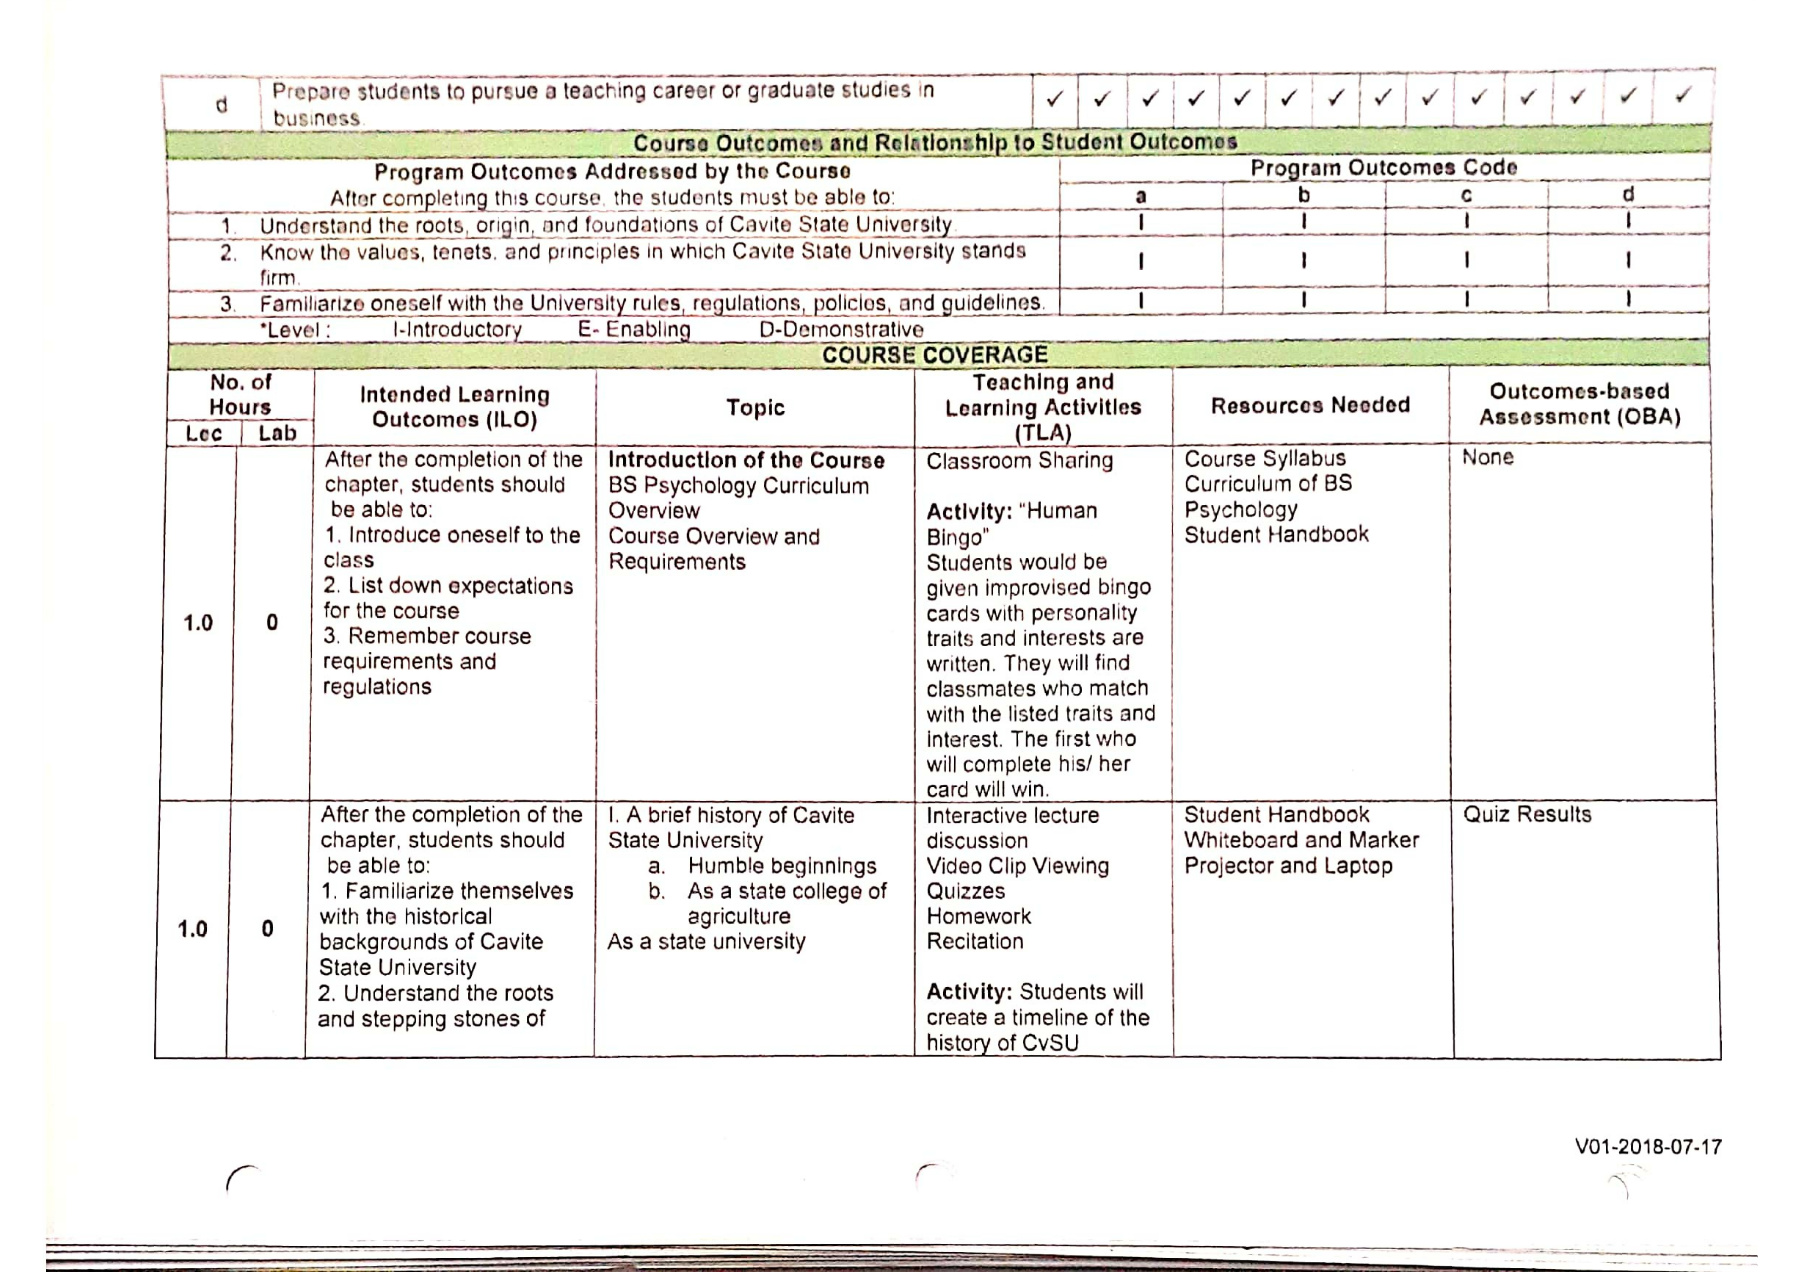 d Prepare students to pursue a teaching career or graduate studies in business. ✓ ✓ ✓ ✓ ✓ ✓ ✓ ✓ ✓ ✓ ✓ ✓ ✓ ✓
Course Outcomes and Relationship to Student Outcomes
Program Outcomes Addressed by the Course
After completing this course, the students must be able to:
Program Outcomes Code
a b c d
1. Understand the roots, origin, and foundations of Cavite State University. I I I I
2. Know the values, tenets, and principles in which Cavite State University stands
firm. I I I I
3. Familiarize oneself with the University rules, regulations, policies, and guidelines. I I I I
*Level : I-Introductory E- Enabling D-Demonstrative
COURSE COVERAGE
No. of
Hours
Lec Lab
Intended Learning
Outcomes (ILO)
Topic
Teaching and
Learning Activities
(TLA)
Resources Needed
Outcomes-based
Assessment (OBA)
1.0
0
After the completion of the
chapter, students should
be able to:
1. Introduce oneself to the
class
2. List down expectations
for the course
3. Remember course
requirements and
regulations
Introduction of the Course
BS Psychology Curriculum
Overview
Course Overview and
Requirements
Classroom Sharing
Activity: "Human
Bingo"
Students would be
given improvised bingo
cards with personality
traits and interests are
written. They will find
classmates who match
with the listed traits and
interest. The first who
will complete his/ her
card will win.
Course Syllabus
Curriculum of BS
Psychology
Student Handbook
None
1.0
0
After the completion of the
chapter, students should
be able to:
1. Familiarize themselves
with the historical
backgrounds of Cavite
State University
2. Understand the roots
and stepping stones of
I. A brief history of Cavite
State University
a. Humble beginnings
b. As a state college of
agriculture
As a state university
Interactive lecture
discussion
Video Clip Viewing
Quizzes
Homework
Recitation
Activity: Students will
create a timeline of the
history of CvSU
Student Handbook
Whiteboard and Marker
Projector and Laptop
Quiz Results
V01-2018-07-17